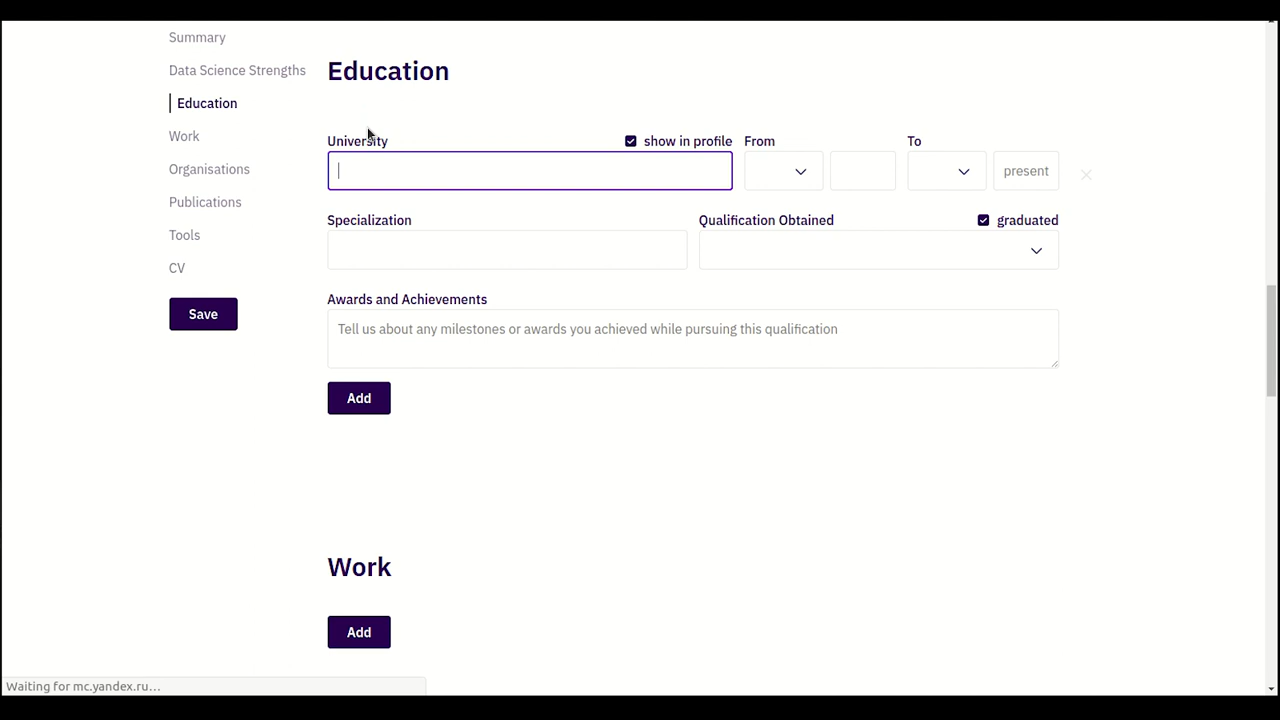 Summary
Data Science Strengths
Education
Work
Organisations
Publications
Tools
CV
Save
Education
University show in profile From To
present
Specialization Qualification Obtained graduated
Awards and Achievements
Tell us about any milestones or awards you achieved while pursuing this qualification
Add
Work
Add
Waiting for mc.yandex.ru...